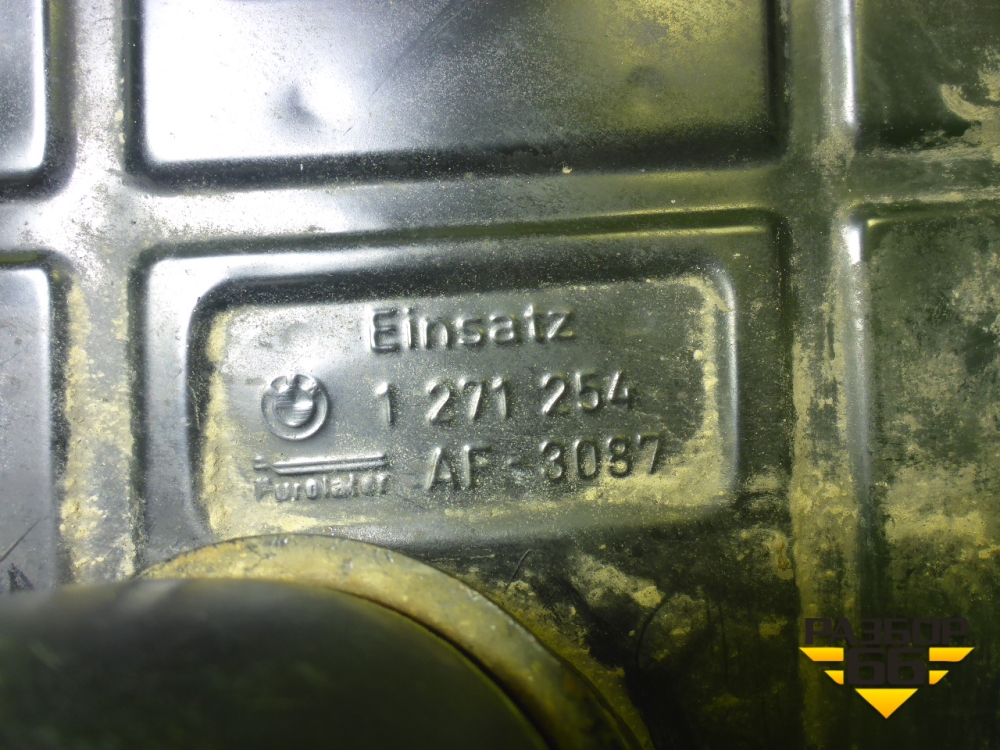 Einsatz
1 271 254
Purolator AF - 3087
РАЗБОР
66